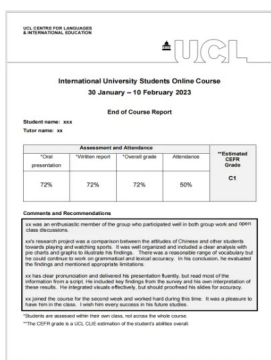 UCL CENTRE FOR LANGUAGES
& INTERNATIONAL EDUCATION
UCL
International University Students Online Course
30 January – 10 February 2023
End of Course Report
Student name: xxx
Tutor name: xx
Assessment and Attendance
**Estimated CEFR Grade
*Oral presentation
*Written report
*Overall grade
Attendance
72%
72%
72%
50%
C1
Comments and Recommendations
xx was an enthusiastic member of the group who participated well in both group work and open
class discussions.
xx's research project was a comparison between the attitudes of Chinese and other students
towards playing and watching sports. It was well organized and included a clear analysis with
pie charts and graphs to illustrate his findings. There was a reasonable range of vocabulary but
he could continue to work on grammatical and lexical accuracy. In his conclusion, he evaluated
the findings and mentioned appropriate limitations.
xx has clear pronunciation and delivered his presentation fluently, but read most of the
information from a script. He included key findings from the survey and his own interpretation of
these results. He integrated visuals effectively, but should proofread his slides for accuracy.
xx joined the course for the second week and worked hard during this time. It was a pleasure to
have him in the class. I wish him every success in his future studies.
*Students are assessed within their own class, not across the whole course.
**The CEFR grade is a UCL CLIE estimation of the student's abilities overall.